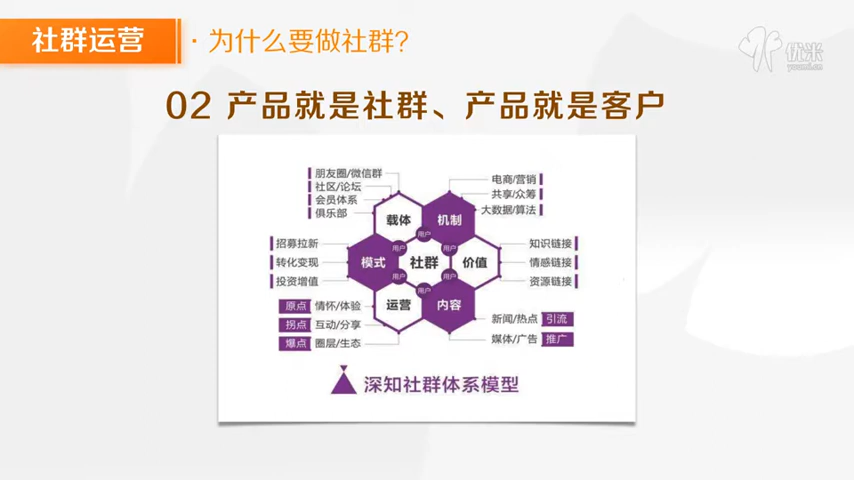 社群运营
·为什么要做社群？
优米
youmi.cn
02 产品就是社群、产品就是客户
朋友圈/微信群
社区/论坛
会员体系
俱乐部
电商/营销
共享/众筹
大数据/算法
载体
机制
用户
招募拉新
转化变现
投资增值
模式
用户
用户
社群
价值
知识链接
情感链接
资源链接
用户
用户
用户
原点 情怀/体验
拐点 互动/分享
爆点 圈层/生态
运营
内容
新闻/热点 引流
媒体/广告 推广
深知社群体系模型